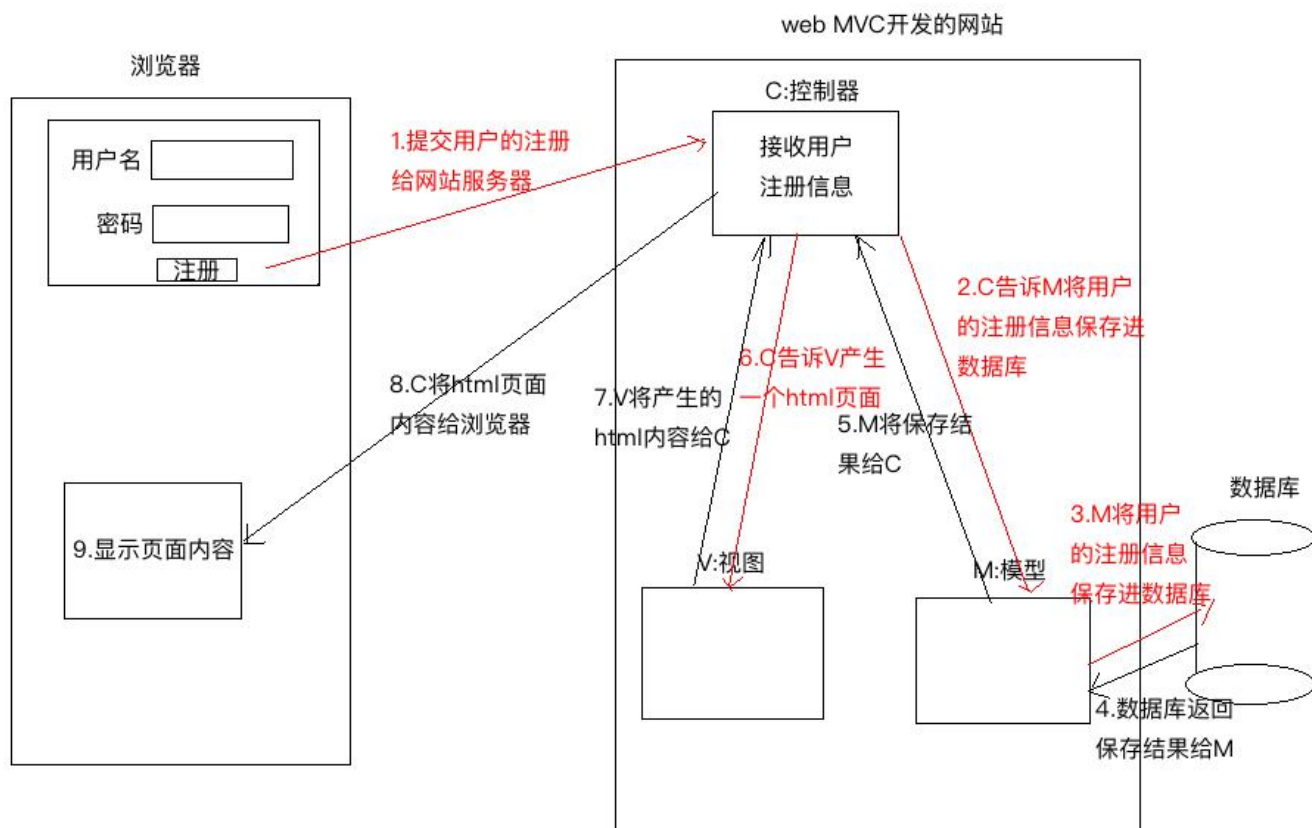 web MVC开发的网站
浏览器
C:控制器
用户名
密码
注册
1.提交用户的注册
给网站服务器
接收用户
注册信息
2.C告诉M将用户
的注册信息保存进
数据库
6.C告诉V产生
一个html页面
8.C将html页面
内容给浏览器
7.V将产生的
html内容给C
5.M将保存结
果给C
数据库
3.M将用户
的注册信息
保存进数据库
9.显示页面内容
V:视图
M:模型
4.数据库返回
保存结果给M